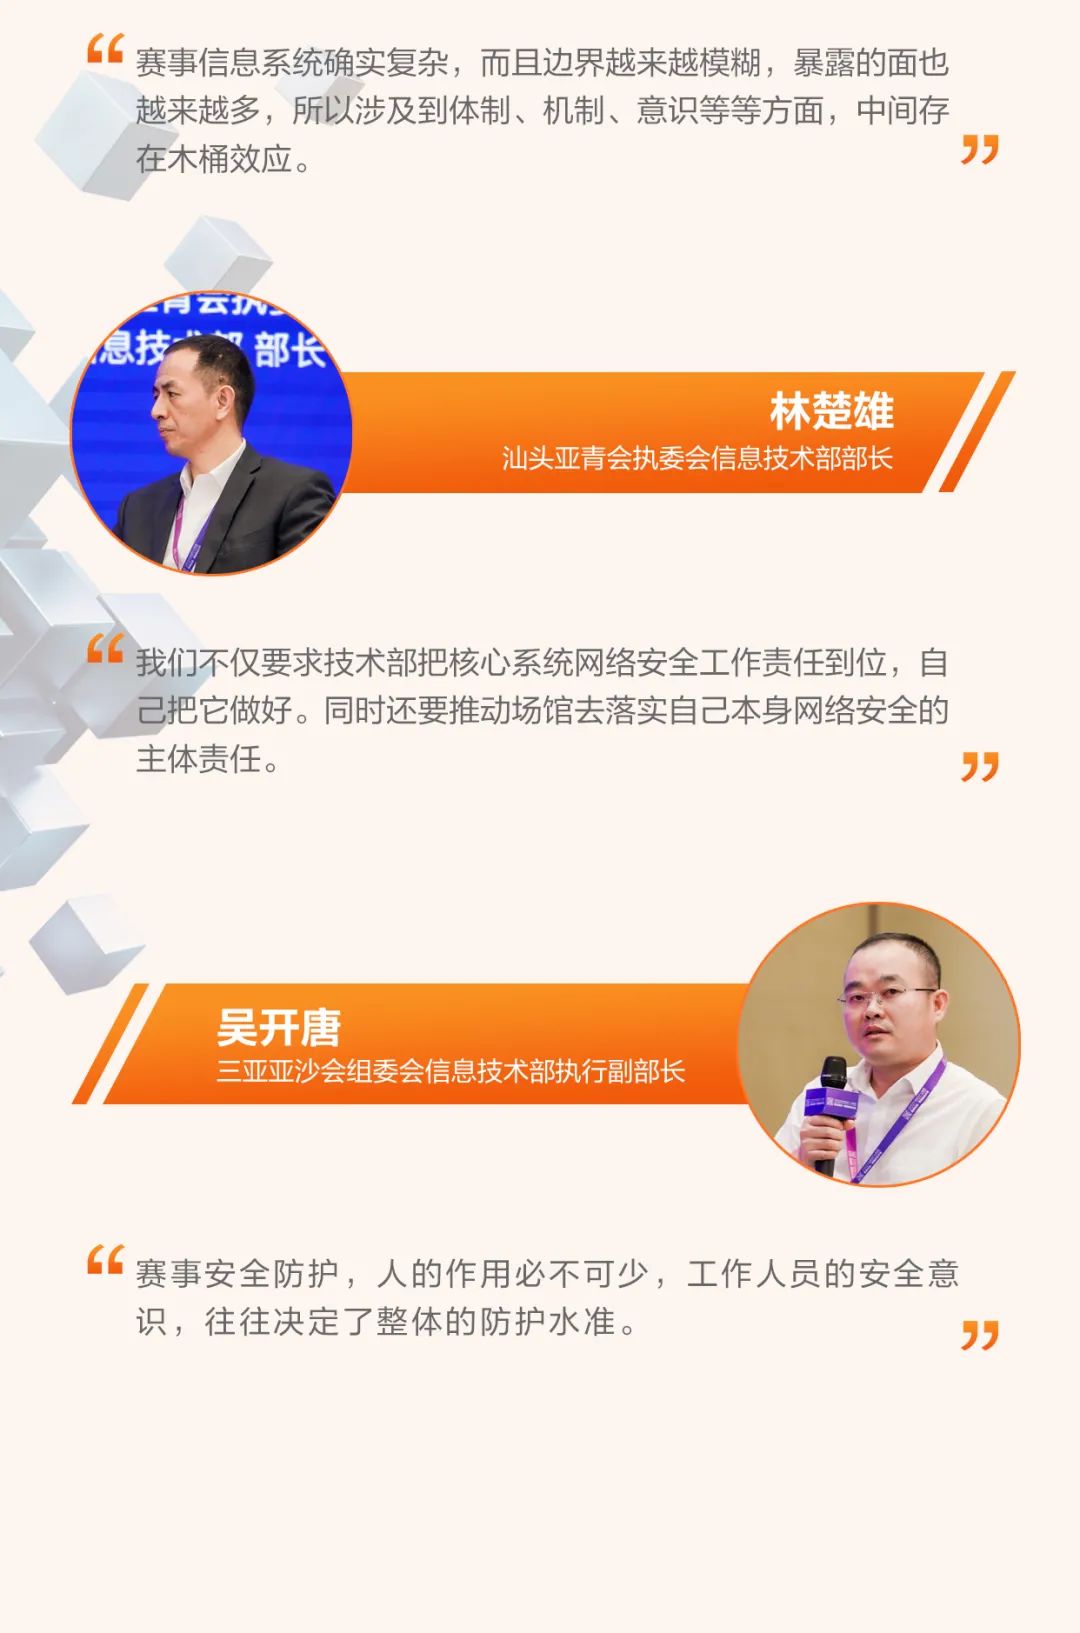 赛事信息系统确实复杂，而且边界越来越模糊，暴露的面也
越来越多，所以涉及到体制、机制、意识等等方面，中间存
在木桶效应。
亚青会执委
信息技术部 部长
林楚雄
汕头亚青会执委会信息技术部部长
我们不仅要求技术部把核心系统网络安全工作责任到位，自
己把它做好。同时还要推动场馆去落实自己本身网络安全的
主体责任。
吴开唐
三亚亚沙会组委会信息技术部执行副部长
赛事安全防护，人的作用必不可少，工作人员的安全意
识，往往决定了整体的防护水准。